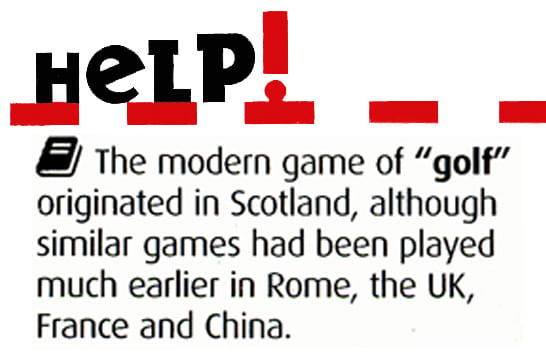 HeLP!
The modern game of "golf"
originated in Scotland, although
similar games had been played
much earlier in Rome, the UK,
France and China.